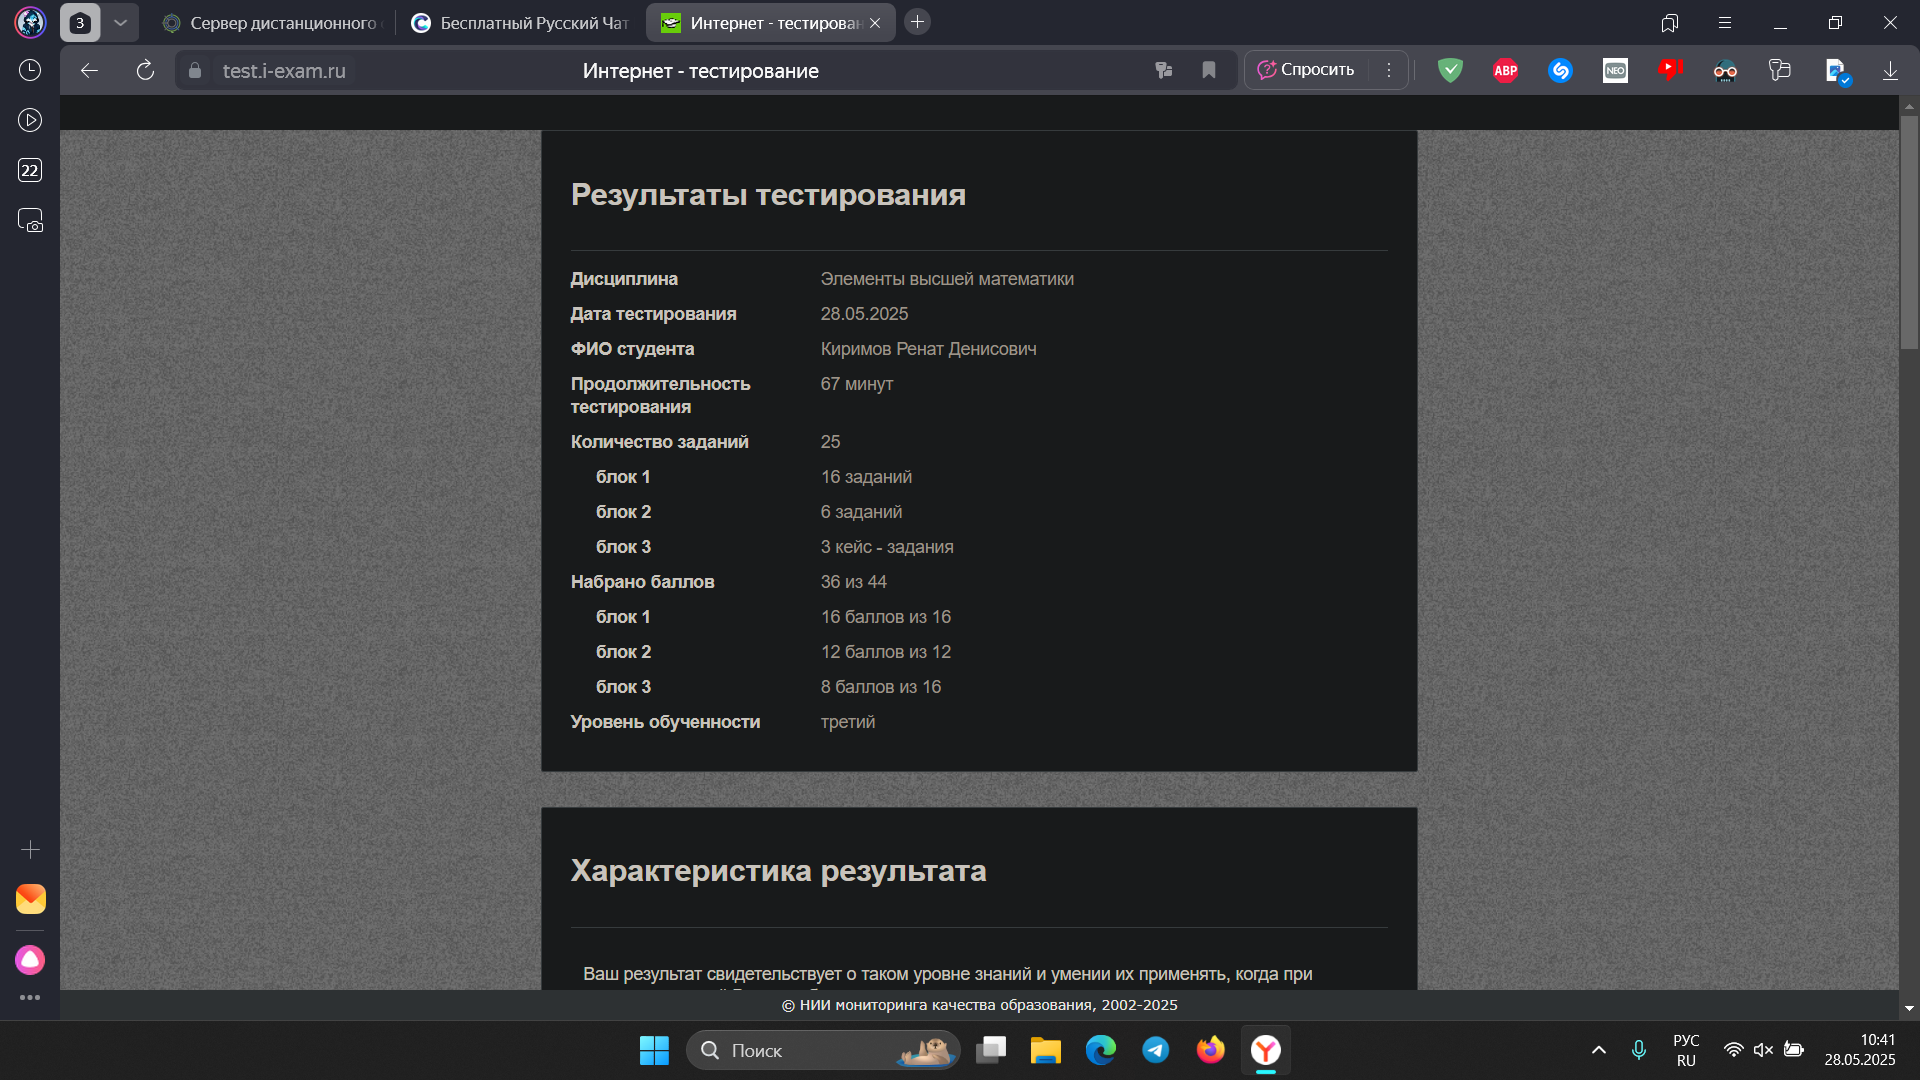 3
Сервер дистанционного
Бесплатный Русский Чат
Интернет - тестирован
test.i-exam.ru
Интернет - тестирование
Спросить
ABP
NEO
22
Результаты тестирования
Дисциплина Элементы высшей математики
Дата тестирования 28.05.2025
ФИО студента Киримов Ренат Денисович
Продолжительность тестирования 67 минут
Количество заданий 25
блок 1 16 заданий
блок 2 6 заданий
блок 3 3 кейс - задания
Набрано баллов 36 из 44
блок 1 16 баллов из 16
блок 2 12 баллов из 12
блок 3 8 баллов из 16
Уровень обученности третий
Характеристика результата
Ваш результат свидетельствует о таком уровне знаний и умении их применять, когда при
© НИИ мониторинга качества образования, 2002-2025
Поиск
РУС
RU
10:41
28.05.2025